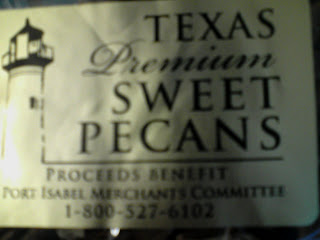 TEXAS
Premium
SWEET
PECANS
PROCEEDS BENEFIT
PORT ISABEL MERCHANTS COMMITTEE
1-800-527-6102